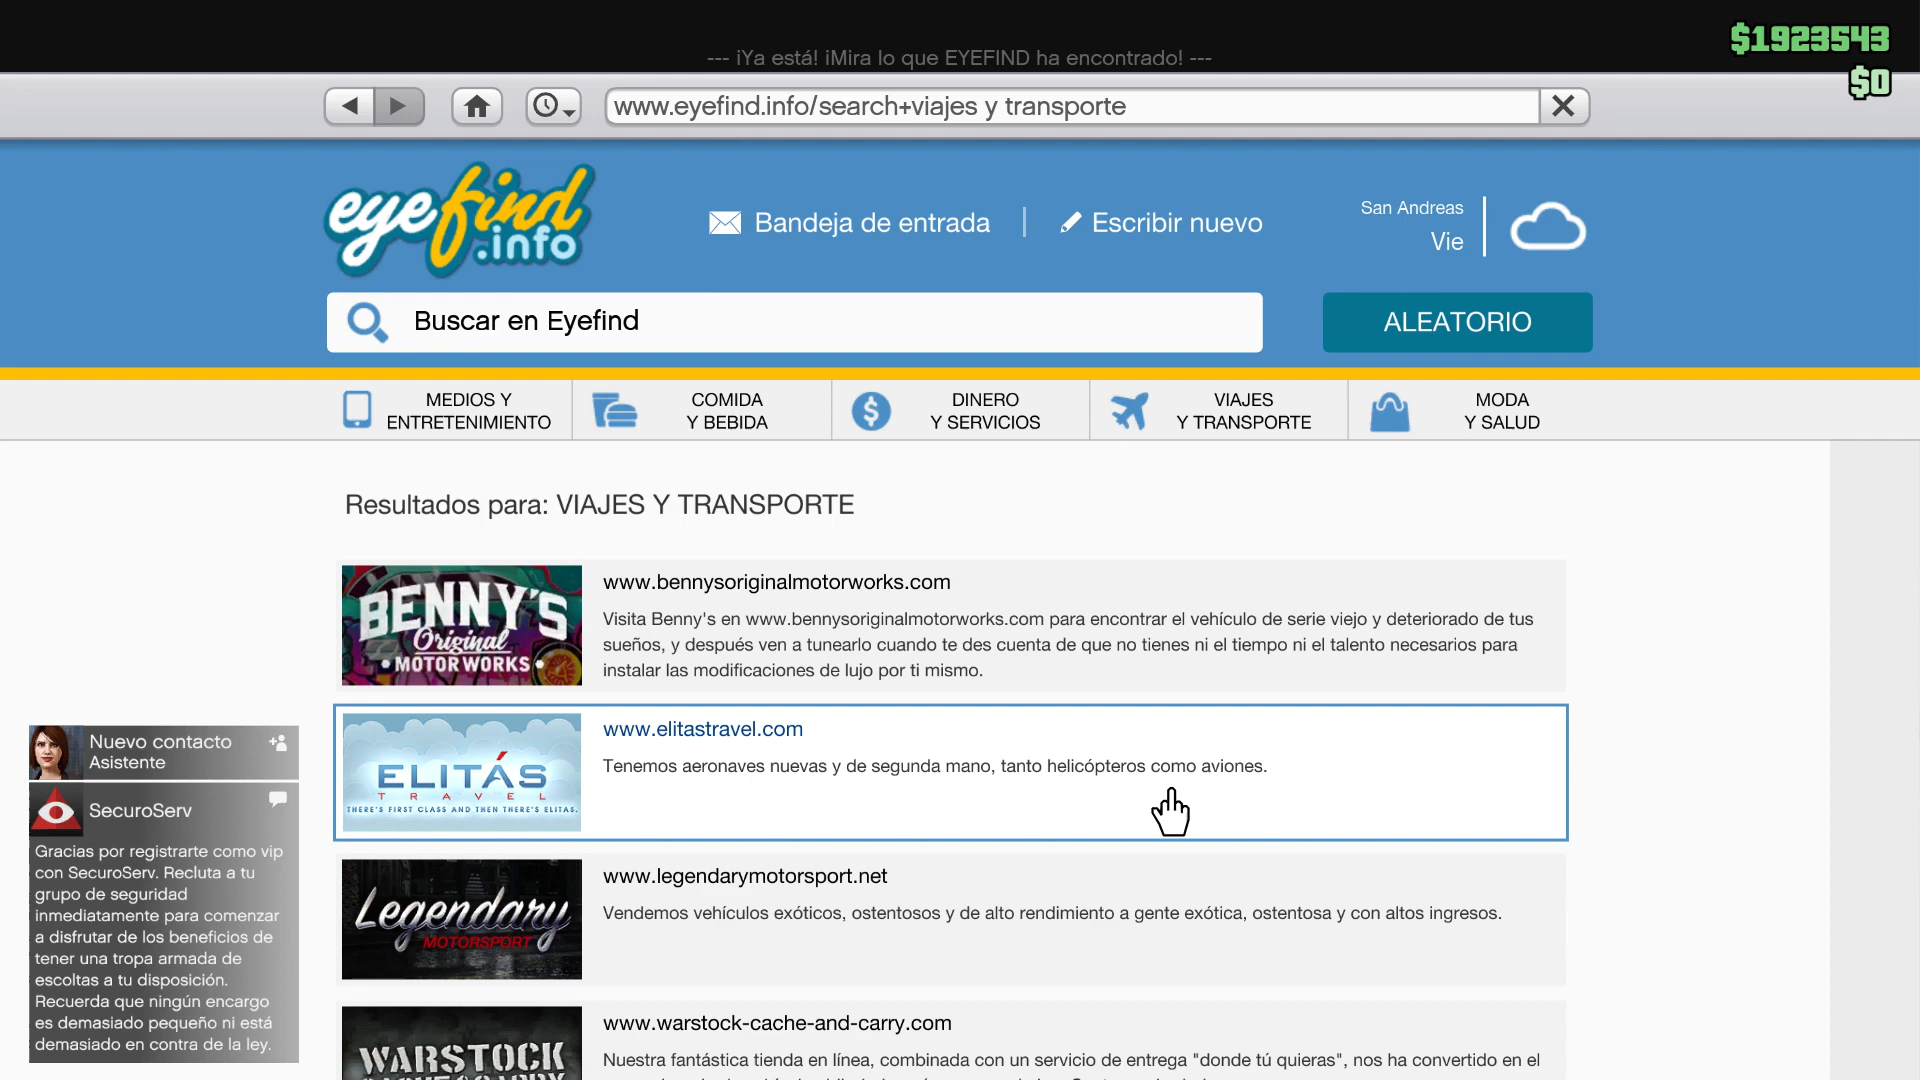 $1923543
--- ¡Ya está! ¡Mira lo que EYEFIND ha encontrado! ---
$0
www.eyefind.info/search+viajes y transporte
eyefind
.info
Bandeja de entrada
Escribir nuevo
San Andreas
Vie
Buscar en Eyefind
ALEATORIO
MEDIOS Y
ENTRETENIMIENTO
COMIDA
Y BEBIDA
DINERO
Y SERVICIOS
VIAJES
Y TRANSPORTE
MODA
Y SALUD
Resultados para: VIAJES Y TRANSPORTE
BENNY'S
Original
MOTOR WORKS
www.bennysoriginalmotorworks.com
Visita Benny's en www.bennysoriginalmotorworks.com para encontrar el vehículo de serie viejo y deteriorado de tus
sueños, y después ven a tunearlo cuando te des cuenta de que no tienes ni el tiempo ni el talento necesarios para
instalar las modificaciones de lujo por ti mismo.
ELITÁS
TRAVEL
THERE'S FIRST CLASS AND THEN THERE'S ELITAS.
www.elitastravel.com
Tenemos aeronaves nuevas y de segunda mano, tanto helicópteros como aviones.
Legendary
MOTORSPORT
www.legendarymotorsport.net
Vendemos vehículos exóticos, ostentosos y de alto rendimiento a gente exótica, ostentosa y con altos ingresos.
WARSTOCK
www.warstock-cache-and-carry.com
Nuestra fantástica tienda en línea, combinada con un servicio de entrega "donde tú quieras", nos ha convertido en el
Nuevo contacto
Asistente
SecuroServ
Gracias por registrarte como vip
con SecuroServ. Recluta a tu
grupo de seguridad
inmediatamente para comenzar
a disfrutar de los beneficios de
tener una tropa armada de
escoltas a tu disposición.
Recuerda que ningún encargo
es demasiado pequeño ni está
demasiado en contra de la ley.